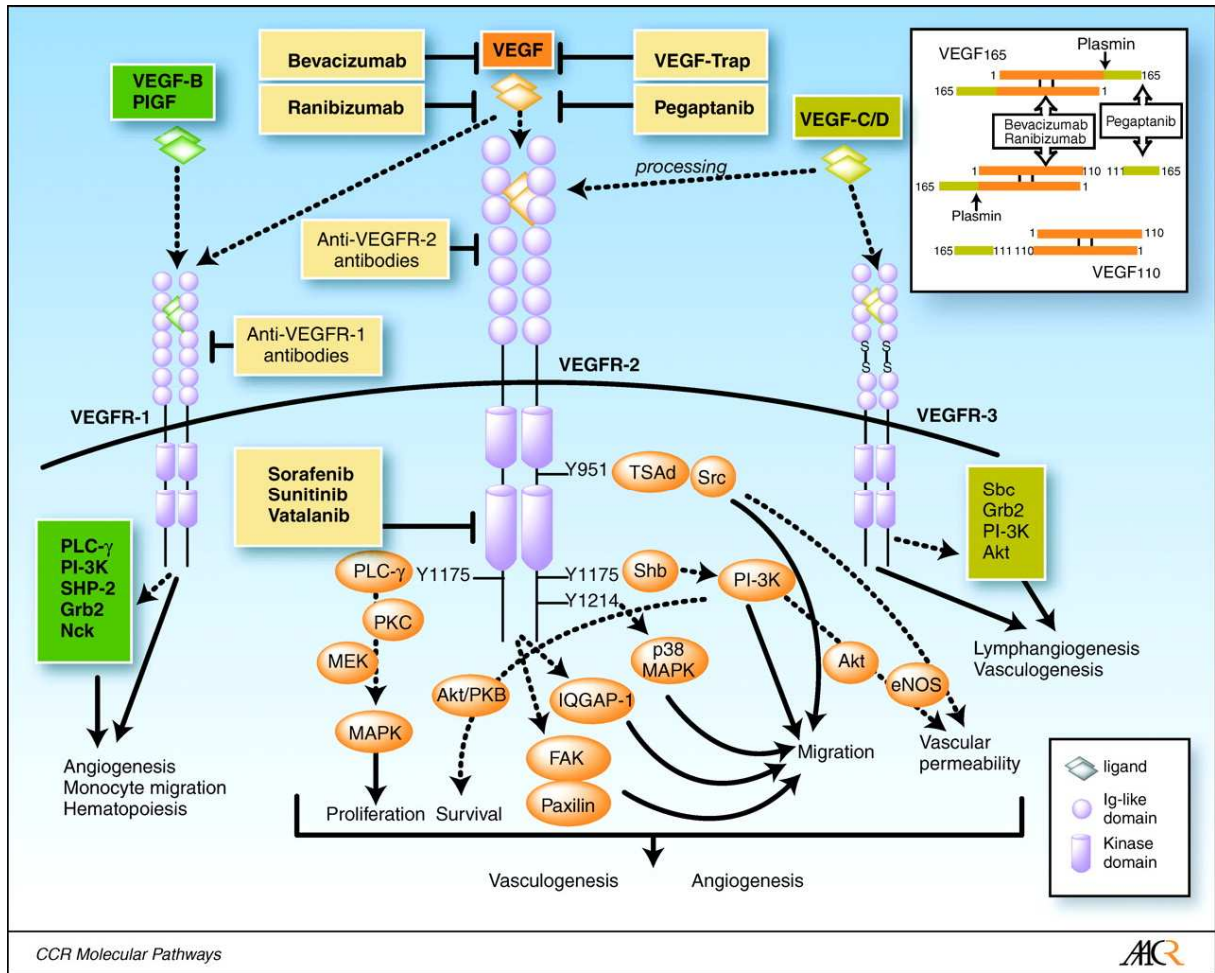 VEGF
Bevacizumab
VEGF-Trap
Ranibizumab
Pegaptanib
VEGF-B
PlGF
VEGF-C/D
processing
Anti-VEGFR-2
antibodies
Anti-VEGFR-1
antibodies
VEGFR-1
VEGFR-2
VEGFR-3
S
S
S
S
VEGF165
Plasmin
1
165
165
1
Bevacizumab
Ranibizumab
Pegaptanib
1
110
111
165
165
1
Plasmin
1
110
165
111
110
1
VEGF110
Sorafenib
Sunitinib
Vatalanib
Y951
TSAd
Src
Sbc
Grb2
PI-3K
Akt
PLC-γ
PI-3K
SHP-2
Grb2
Nck
PLC-γ
Y1175
Y1175
Shb
PI-3K
Y1214
PKC
MEK
p38
MAPK
Akt
eNOS
Akt/PKB
IQGAP-1
MAPK
FAK
Paxilin
Lymphangiogenesis
Vasculogenesis
Migration
Vascular
permeability
Angiogenesis
Monocyte migration
Hematopoiesis
Proliferation
Survival
Vasculogenesis
Angiogenesis
ligand
Ig-like
domain
Kinase
domain
CCR Molecular Pathways
AACR